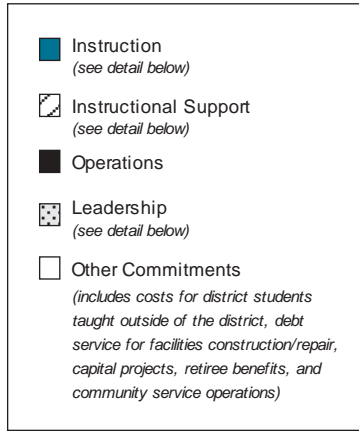 Instruction
(see detail below)
Instructional Support
(see detail below)
Operations
Leadership
(see detail below)
Other Commitments
(includes costs for district students
taught outside of the district, debt
service for facilities construction/repair,
capital projects, retiree benefits, and
community service operations)